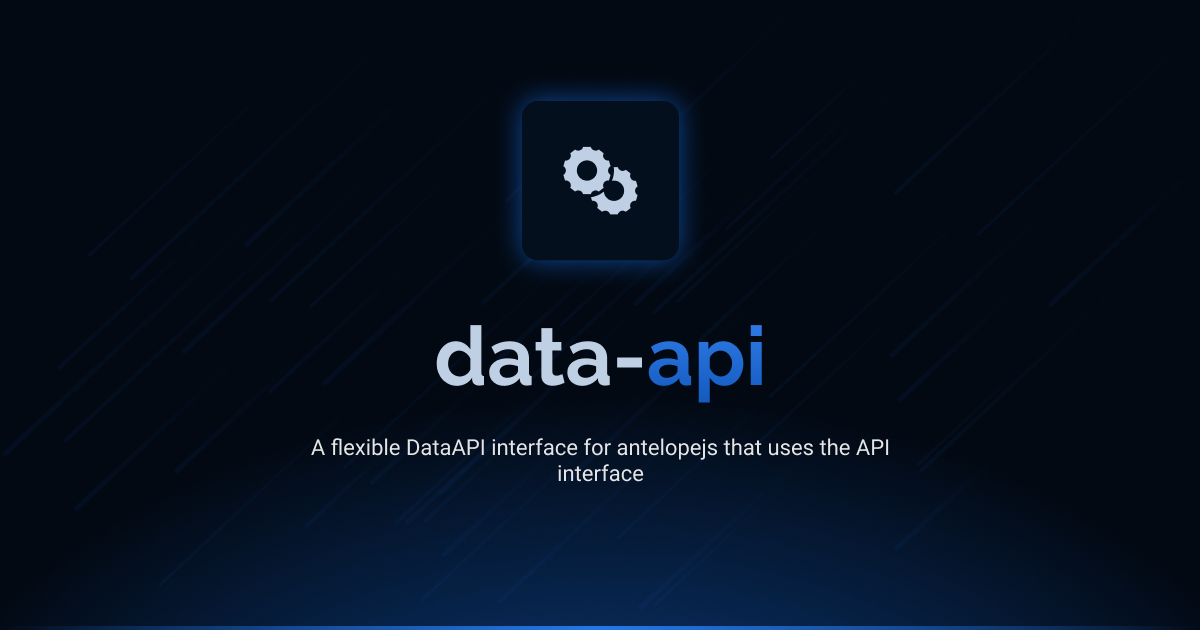 data-api
A flexible DataAPI interface for antelopejs that uses the API
interface